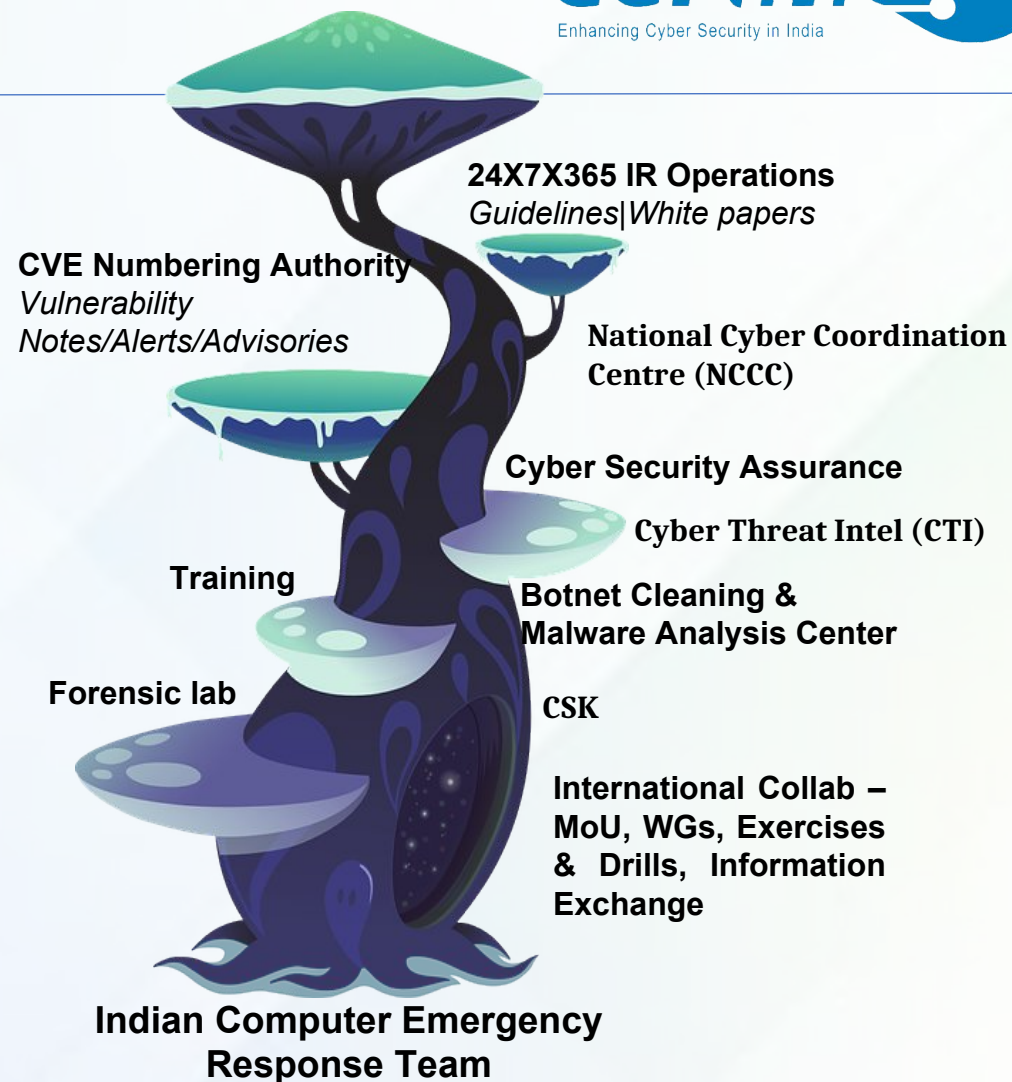 Enhancing Cyber Security in India
24X7X365 IR Operations
Guidelines|White papers
CVE Numbering Authority
Vulnerability
Notes/Alerts/Advisories
National Cyber Coordination
Centre (NCCC)
Cyber Security Assurance
Cyber Threat Intel (CTI)
Training
Botnet Cleaning &
Malware Analysis Center
Forensic lab
CSK
International Collab –
MoU, WGs, Exercises
& Drills, Information
Exchange
Indian Computer Emergency
Response Team